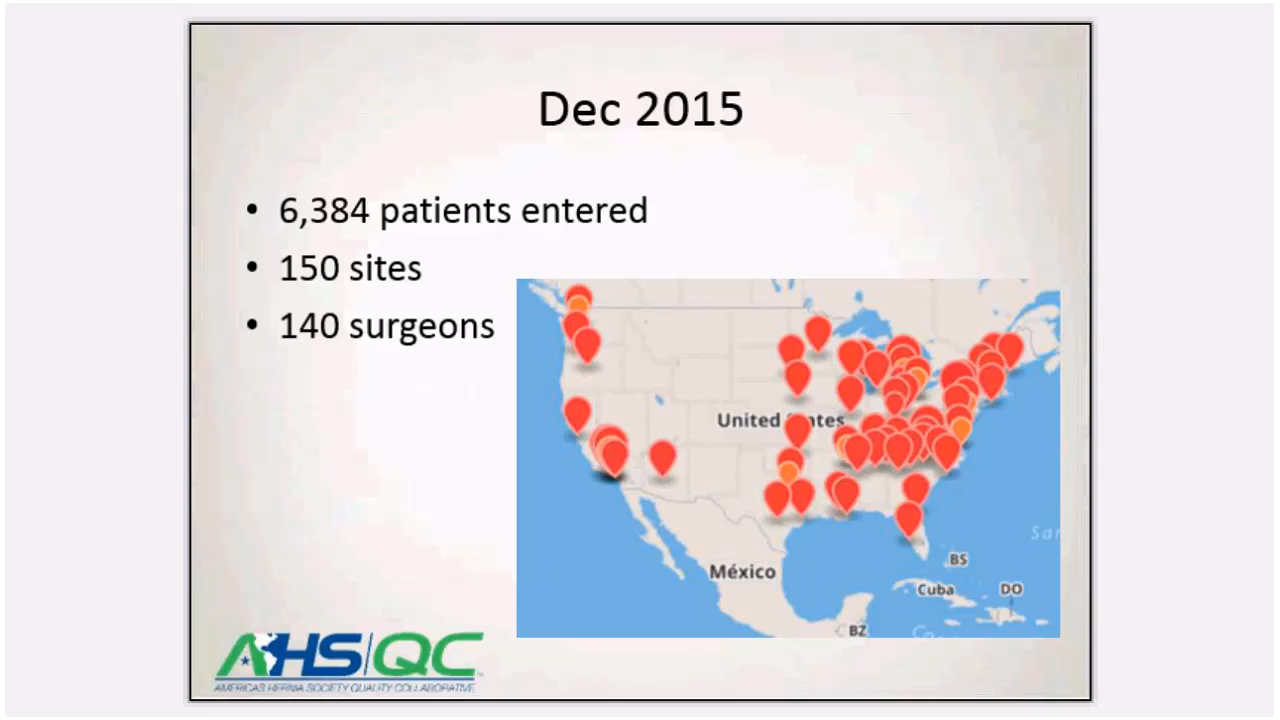 Dec 2015
• 6,384 patients entered
• 150 sites
• 140 surgeons
United States
México
BS
Cuba
DO
BZ
AHS|QC
AMERICAS HERNIA SOCIETY QUALITY COLLABORATIVE